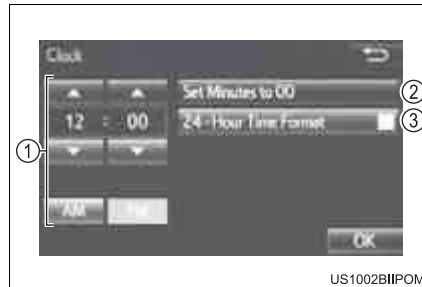 Clock
Set Minutes to 00
②
12 : 00
24 - Hour Time Format
③
①
AM
PM
OK
US1002BIIPOM